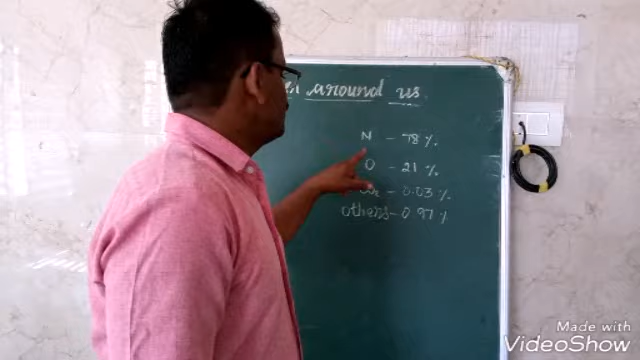 around us
N - 78 %.
O - 21 %.
- 0.03 %.
others - 0.97 %
Made with
VideoShow